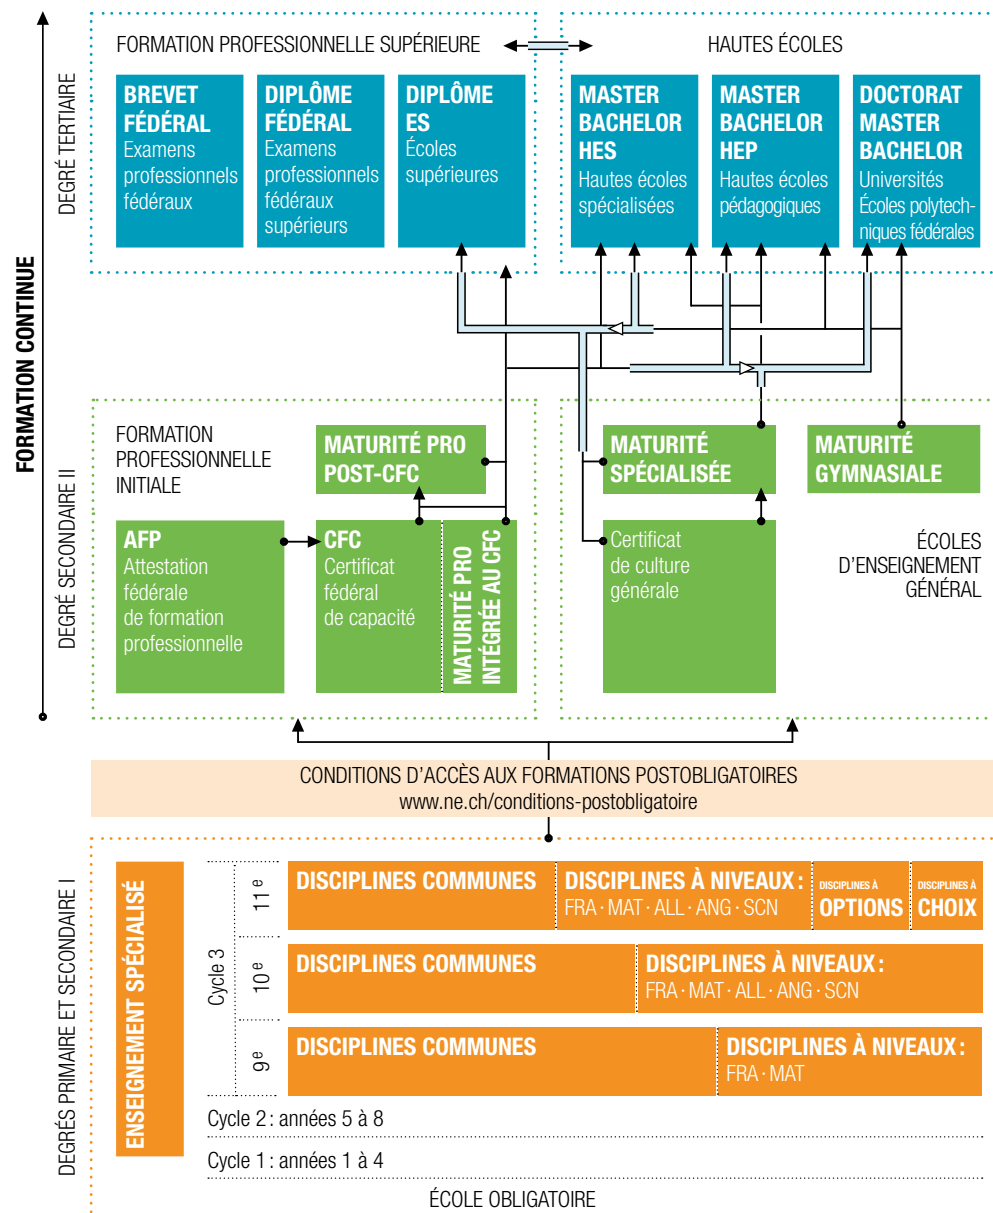 FORMATION CONTINUE
DEGRÉ TERTIAIRE
FORMATION PROFESSIONNELLE SUPÉRIEURE
HAUTES ÉCOLES
BREVET
FÉDÉRAL
Examens
professionnels
fédéraux
DIPLÔME
FÉDÉRAL
Examens
professionnels
fédéraux
supérieurs
DIPLÔME
ES
Écoles
supérieures
MASTER
BACHELOR
HES
Hautes écoles
spécialisées
MASTER
BACHELOR
HEP
Hautes écoles
pédagogiques
DOCTORAT
MASTER
BACHELOR
Universités
Écoles polytech-
niques fédérales
DEGRÉ SECONDAIRE II
FORMATION
PROFESSIONNELLE
INITIALE
MATURITÉ PRO
POST-CFC
MATURITÉ
SPÉCIALISÉE
MATURITÉ
GYMNASIALE
AFP
Attestation
fédérale
de formation
professionnelle
CFC
Certificat
fédéral
de capacité
MATURITÉ PRO
INTÉGRÉE AU CFC
Certificat
de culture
générale
ÉCOLES
D'ENSEIGNEMENT
GÉNÉRAL
CONDITIONS D'ACCÈS AUX FORMATIONS POSTOBLIGATOIRES
www.ne.ch/conditions-postobligatoire
DEGRÉS PRIMAIRE ET SECONDAIRE I
ENSEIGNEMENT SPÉCIALISÉ
Cycle 3
11e
DISCIPLINES COMMUNES
DISCIPLINES À NIVEAUX :
FRA · MAT · ALL · ANG · SCN
DISCIPLINES À
OPTIONS
DISCIPLINES À
CHOIX
10e
DISCIPLINES COMMUNES
DISCIPLINES À NIVEAUX :
FRA · MAT · ALL · ANG · SCN
9e
DISCIPLINES COMMUNES
DISCIPLINES À NIVEAUX :
FRA · MAT
Cycle 2 : années 5 à 8
Cycle 1 : années 1 à 4
ÉCOLE OBLIGATOIRE